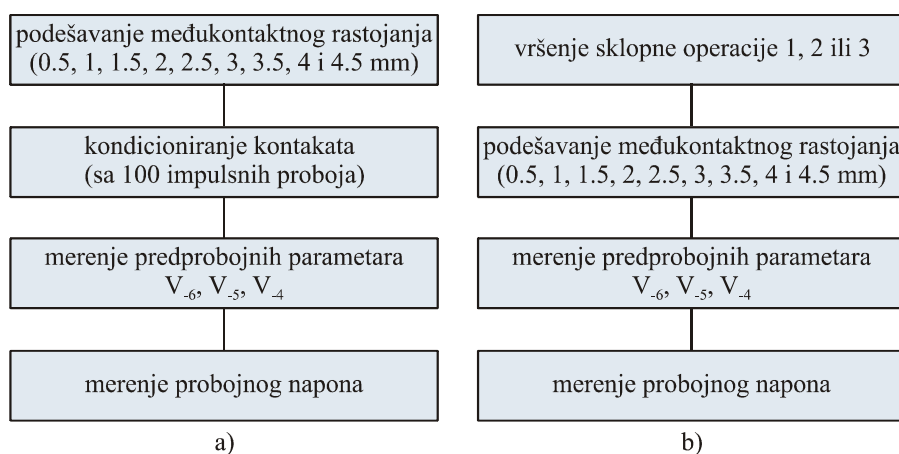 podešavanje međukontaktnog rastojanja
(0.5, 1, 1.5, 2, 2.5, 3, 3.5, 4 i 4.5 mm)
kondicioniranje kontakata
(sa 100 impulsnih proboja)
merenje predprobojnih parametara
V₋₆, V₋₅, V₋₄
merenje probojnog napona
a)
vršenje sklopne operacije 1, 2 ili 3
podešavanje međukontaktnog rastojanja
(0.5, 1, 1.5, 2, 2.5, 3, 3.5, 4 i 4.5 mm)
merenje predprobojnih parametara
V₋₆, V₋₅, V₋₄
merenje probojnog napona
b)